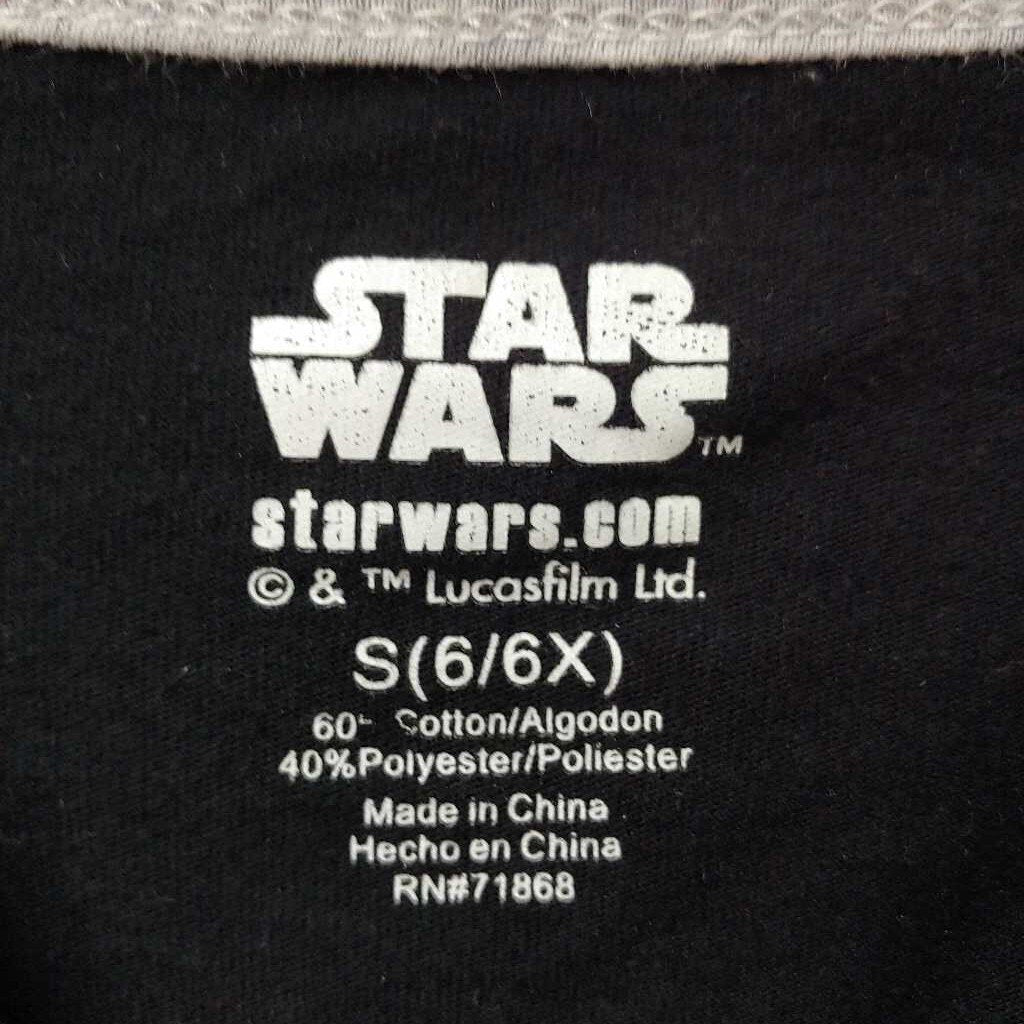 STAR
WARS™
starwars.com
© & ™ Lucasfilm Ltd.
S(6/6X)
60- Cotton/Algodon
40%Polyester/Poliester
Made in China
Hecho en China
RN#71868